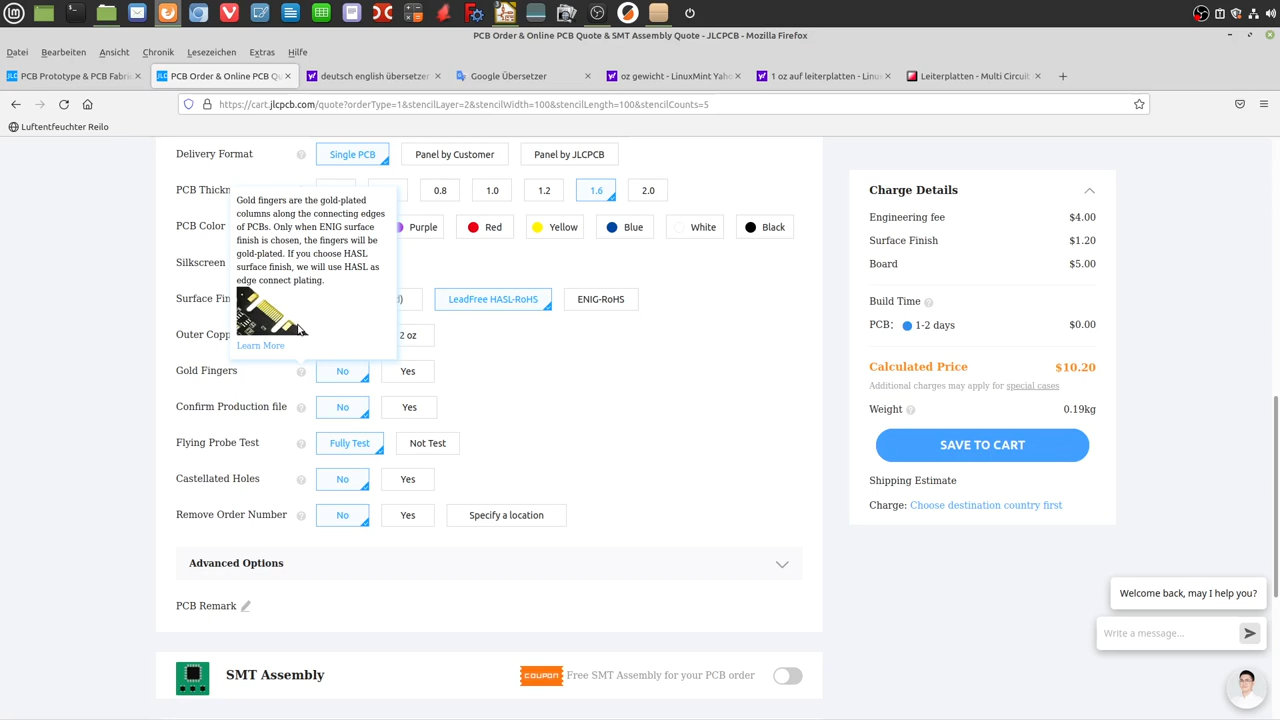 PCB Order & Online PCB Quote & SMT Assembly Quote - JLCPCB - Mozilla Firefox
Datei Bearbeiten Ansicht Chronik Lesezeichen Extras Hilfe
PCB Prototype & PCB Fabri
PCB Order & Online PCB Qu
deutsch english übersetzer
Google Übersetzer
oz gewicht - LinuxMint Yah
1 oz auf leiterplatten - Linu
Leiterplatten - Multi Circuit
https://cart.jlcpcb.com/quote?orderType=1&stencilLayer=2&stencilWidth=100&stencilLength=100&stencilCounts=5
Luftentfeuchter Reilo
Delivery Format ? Single PCB Panel by Customer Panel by JLCPCB
PCB Thickn 0.8 1.0 1.2 1.6 2.0
PCB Color Purple Red Yellow Blue White Black
Silkscreen
Surface Fin d) LeadFree HASL-RoHS ENIG-RoHS
Outer Copp 2 oz
Gold fingers are the gold-plated
columns along the connecting edges
of PCBs. Only when ENIG surface
finish is chosen, the fingers will be
gold-plated. If you choose HASL
surface finish, we will use HASL as
edge connect plating.
Learn More
Gold Fingers ? No Yes
Confirm Production file ? No Yes
Flying Probe Test ? Fully Test Not Test
Castellated Holes ? No Yes
Remove Order Number ? No Yes Specify a location
Advanced Options
PCB Remark
SMT Assembly COUPON Free SMT Assembly for your PCB order
Charge Details
Engineering fee $4.00
Surface Finish $1.20
Board $5.00
Build Time ?
PCB: 1-2 days $0.00
Calculated Price $10.20
Additional charges may apply for special cases
Weight ? 0.19kg
SAVE TO CART
Shipping Estimate
Charge: Choose destination country first
Welcome back, may I help you?
Write a message...